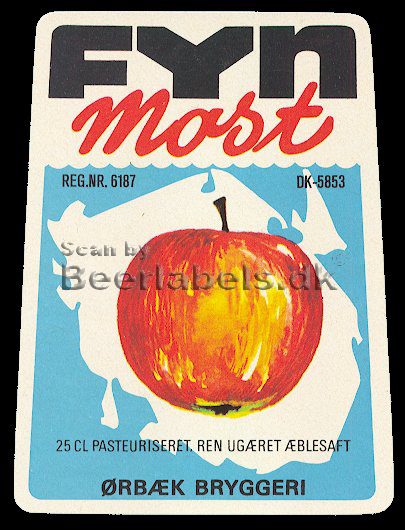 FYN
Most
REG.NR. 6187 DK-5853
Scan by
Beerlabels.dk
25 CL PASTEURISERET. REN UGÆRET ÆBLESAFT
ØRBÆK BRYGGERI